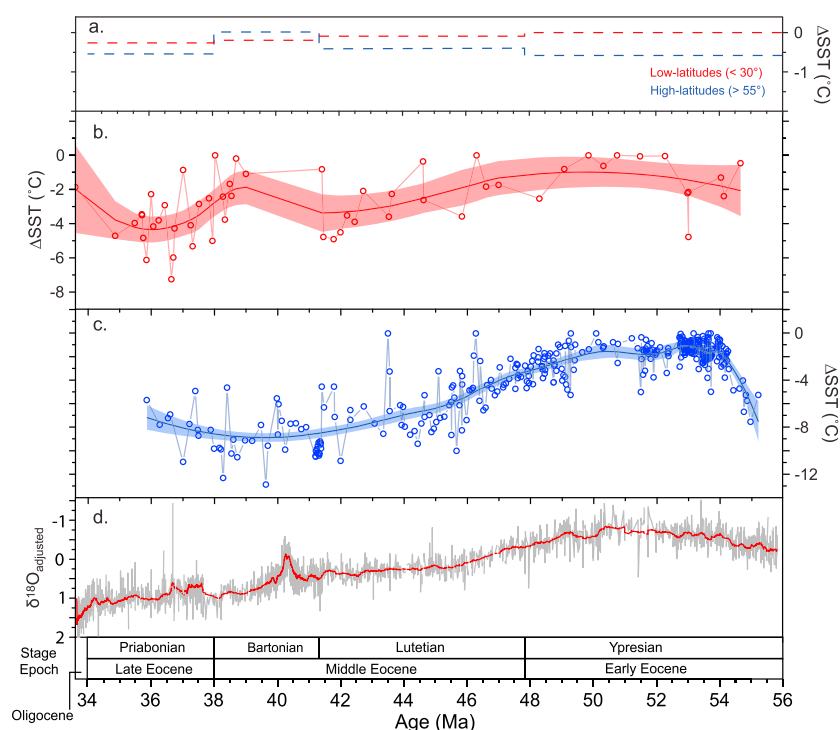 a.
0
-1
ΔSST (°C)
Low-latitudes (< 30°)
High-latitudes (> 55°)
b.
0
-2
-4
-6
-8
ΔSST (°C)
c.
0
-4
-8
-12
ΔSST (°C)
d.
-1
0
1
2
δ18Oadjusted
Stage
Priabonian Bartonian Lutetian Ypresian
Epoch
Late Eocene Middle Eocene Early Eocene
Oligocene
34 36 38 40 42 44 46 48 50 52 54 56
Age (Ma)